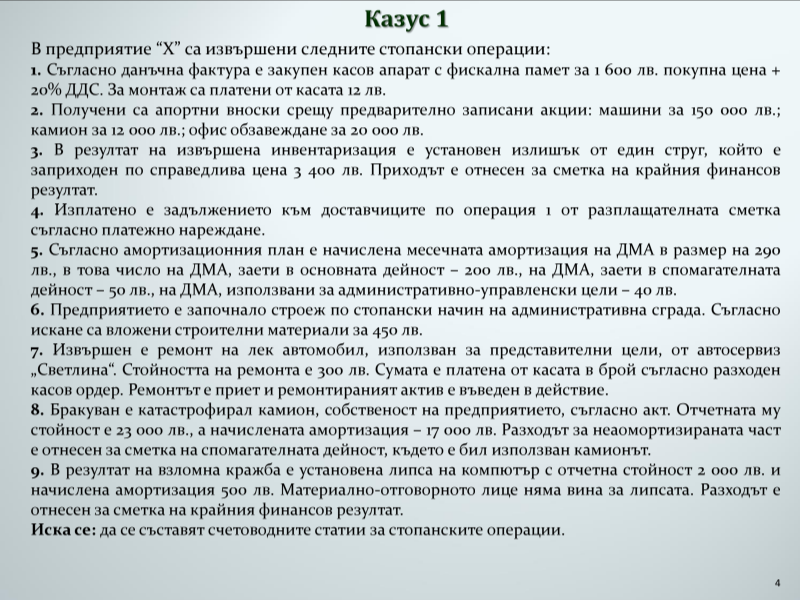 Казус 1
В предприятие “Х” са извършени следните стопански операции:
1. Съгласно данъчна фактура е закупен касов апарат с фискална памет за 1 600 лв. покупна цена +
20% ДДС. За монтаж са платени от касата 12 лв.
2. Получени са апортни вноски срещу предварително записани акции: машини за 150 000 лв.;
камион за 12 000 лв.; офис обзавеждане за 20 000 лв.
3. В резултат на извършена инвентаризация е установен излишък от един струг, който е
заприходен по справедлива цена 3 400 лв. Приходът е отнесен за сметка на крайния финансов
резултат.
4. Изплатено е задължението към доставчиците по операция 1 от разплащателната сметка
съгласно платежно нареждане.
5. Съгласно амортизационния план е начислена месечната амортизация на ДМА в размер на 290
лв., в това число на ДМА, заети в основната дейност – 200 лв., на ДМА, заети в спомагателната
дейност – 50 лв., на ДМА, използвани за административно-управленски цели – 40 лв.
6. Предприятието е започнало строеж по стопански начин на административна сграда. Съгласно
искане са вложени строителни материали за 450 лв.
7. Извършен е ремонт на лек автомобил, използван за представителни цели, от автосервиз
„Светлина“. Стойността на ремонта е 300 лв. Сумата е платена от касата в брой съгласно разходен
касов ордер. Ремонтът е приет и ремонтираният актив е въведен в действие.
8. Бракуван е катастрофирал камион, собственост на предприятието, съгласно акт. Отчетната му
стойност е 23 000 лв., а начислената амортизация – 17 000 лв. Разходът за неамортизираната част
е отнесен за сметка на спомагателната дейност, където е бил използван камионът.
9. В резултат на взломна кражба е установена липса на компютър с отчетна стойност 2 000 лв. и
начислена амортизация 500 лв. Материално-отговорното лице няма вина за липсата. Разходът е
отнесен за сметка на крайния финансов резултат.
Иска се: да се съставят счетоводните статии за стопанските операции.
4